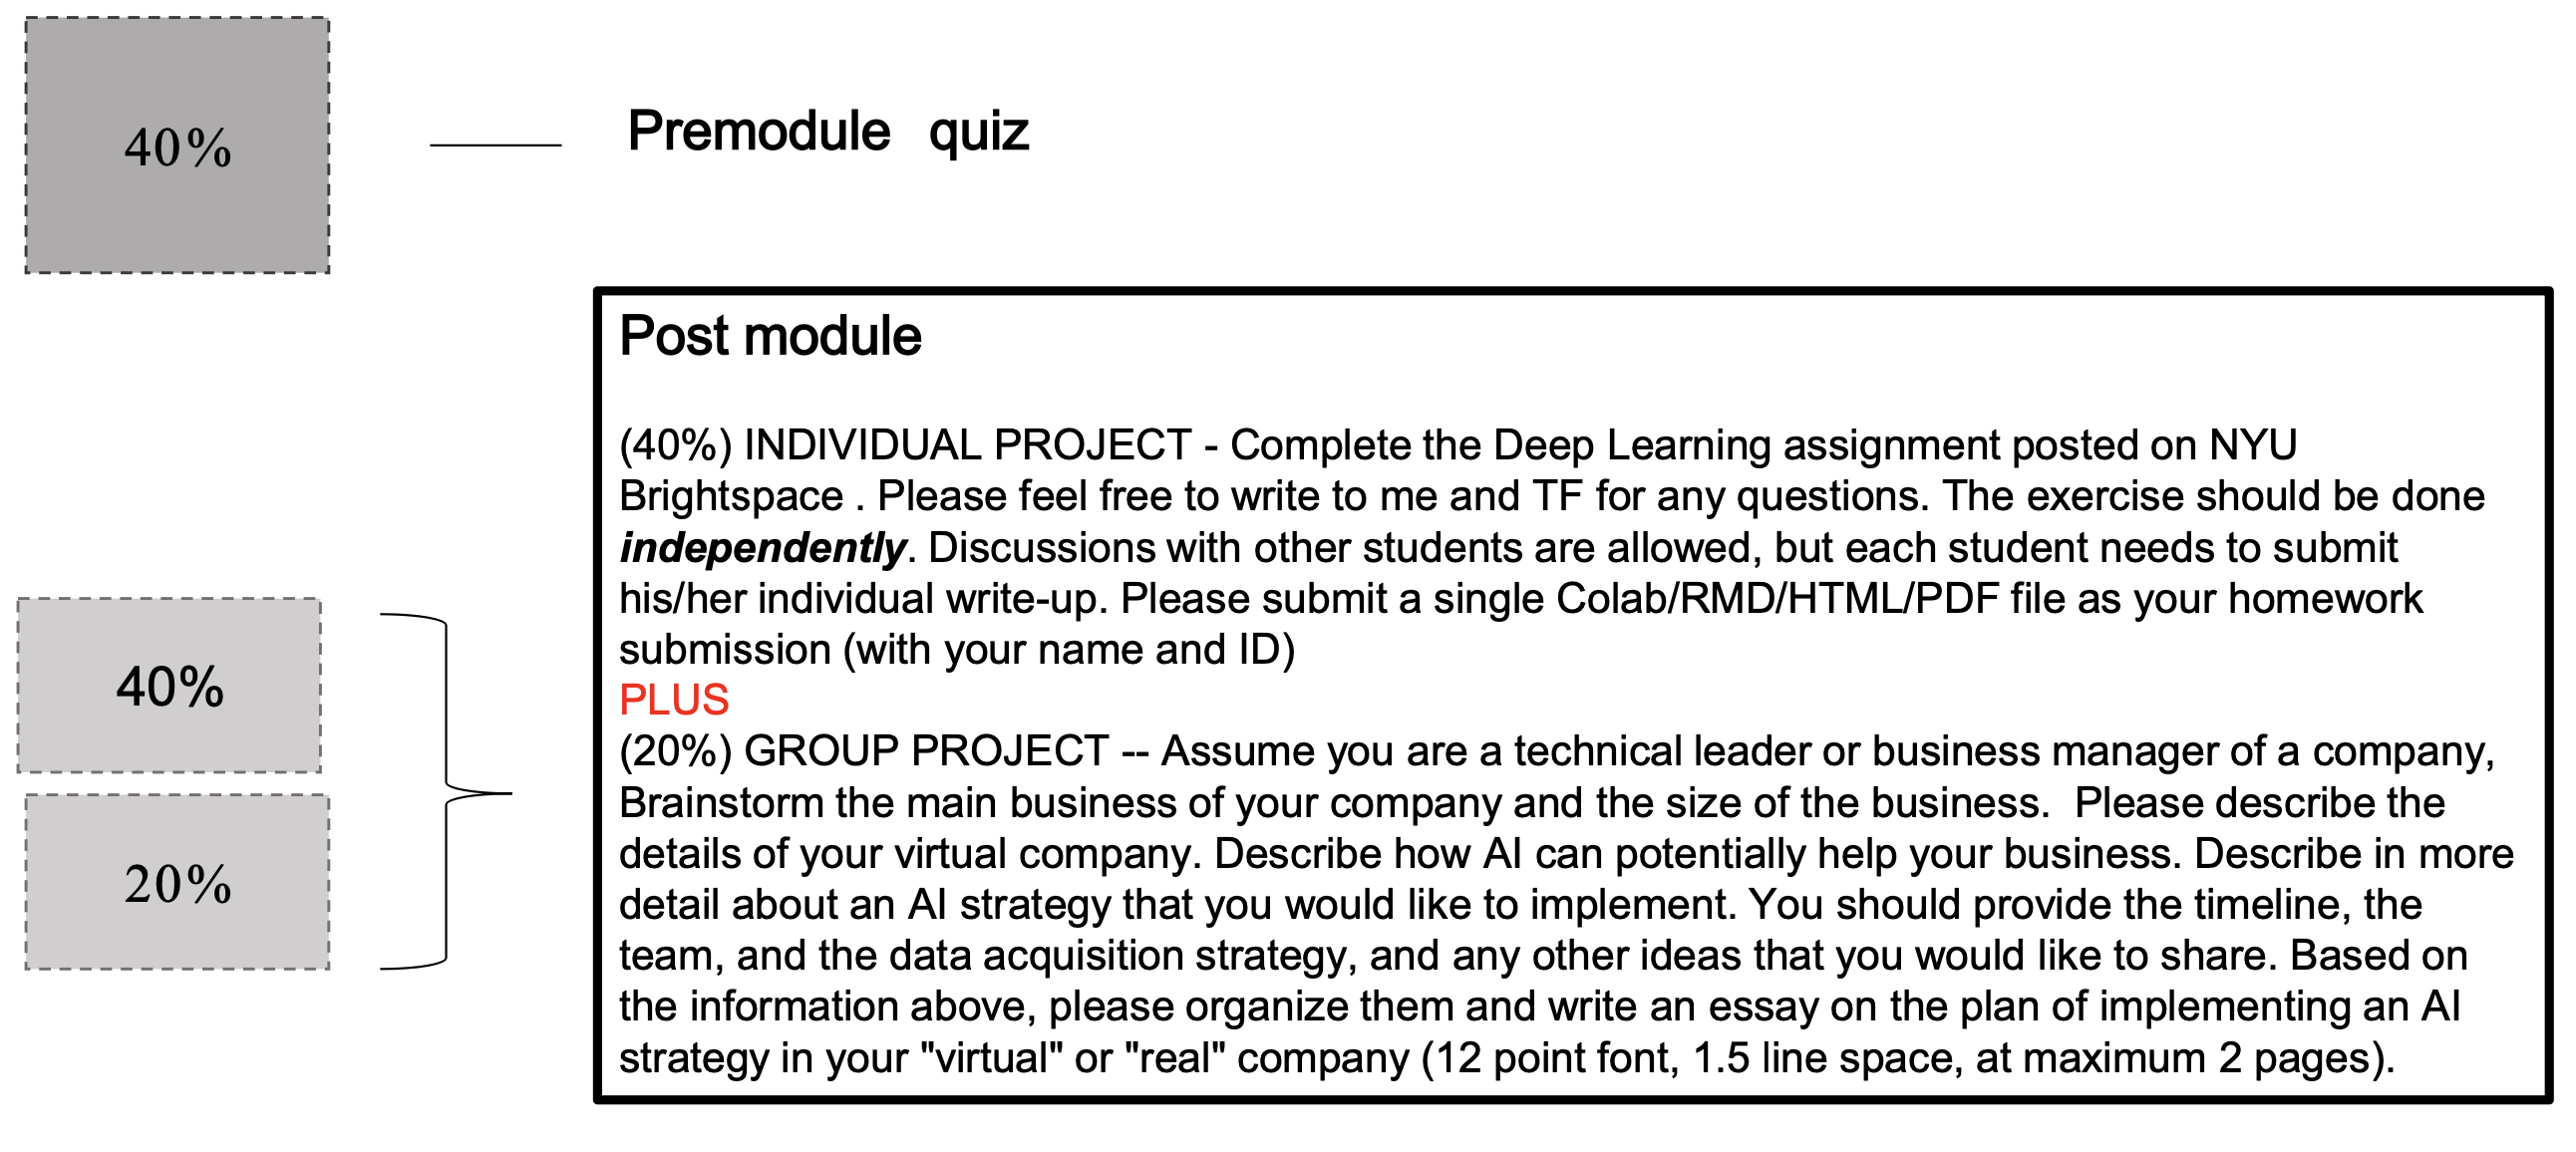 40%
Premodule quiz
Post module
(40%) INDIVIDUAL PROJECT - Complete the Deep Learning assignment posted on NYU
Brightspace . Please feel free to write to me and TF for any questions. The exercise should be done
independently. Discussions with other students are allowed, but each student needs to submit
his/her individual write-up. Please submit a single Colab/RMD/HTML/PDF file as your homework
submission (with your name and ID)
PLUS
(20%) GROUP PROJECT -- Assume you are a technical leader or business manager of a company,
Brainstorm the main business of your company and the size of the business.  Please describe the
details of your virtual company. Describe how AI can potentially help your business. Describe in more
detail about an AI strategy that you would like to implement. You should provide the timeline, the
team, and the data acquisition strategy, and any other ideas that you would like to share. Based on
the information above, please organize them and write an essay on the plan of implementing an AI
strategy in your "virtual" or "real" company (12 point font, 1.5 line space, at maximum 2 pages).
40%
20%